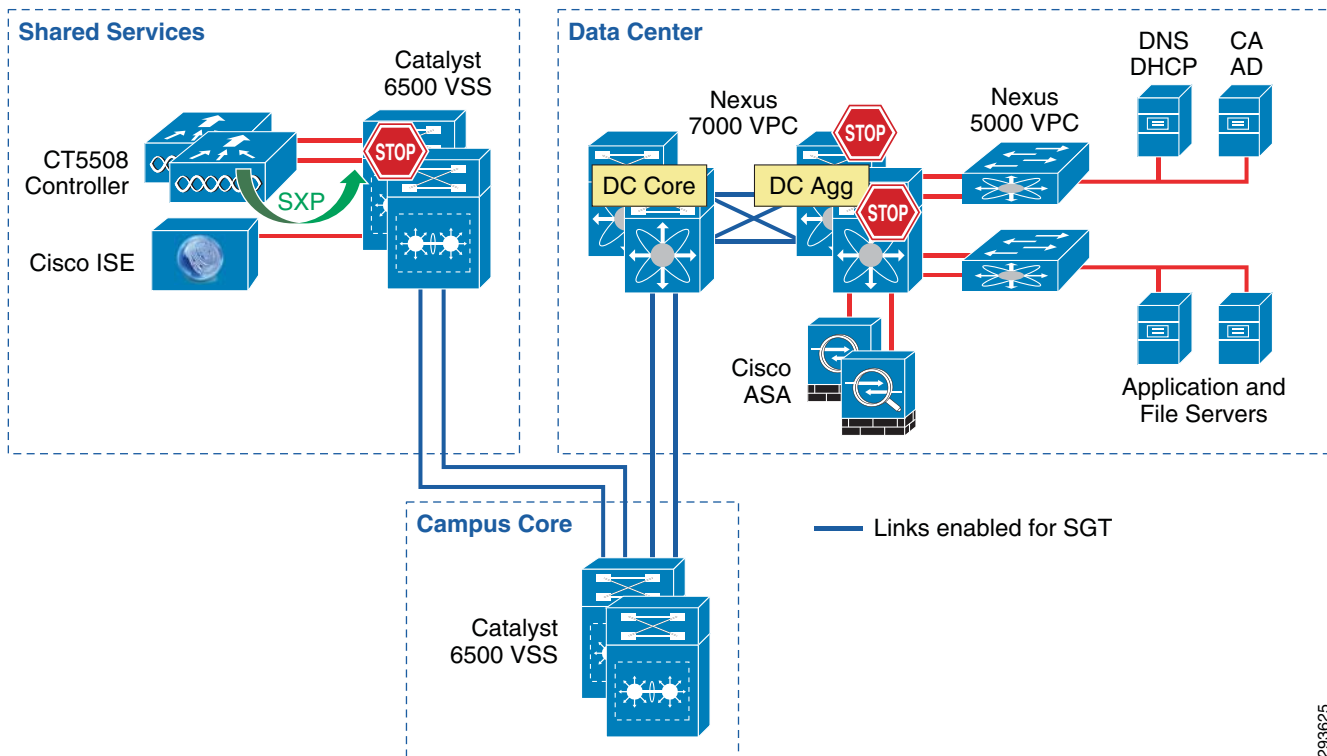 Shared Services
Catalyst
6500 VSS
STOP
CT5508
Controller
SXP
Cisco ISE
Data Center
DNS
DHCP
CA
AD
Nexus
7000 VPC
STOP
Nexus
5000 VPC
DC Core
DC Agg
STOP
Cisco
ASA
Application and
File Servers
Campus Core
Links enabled for SGT
Catalyst
6500 VSS
293625